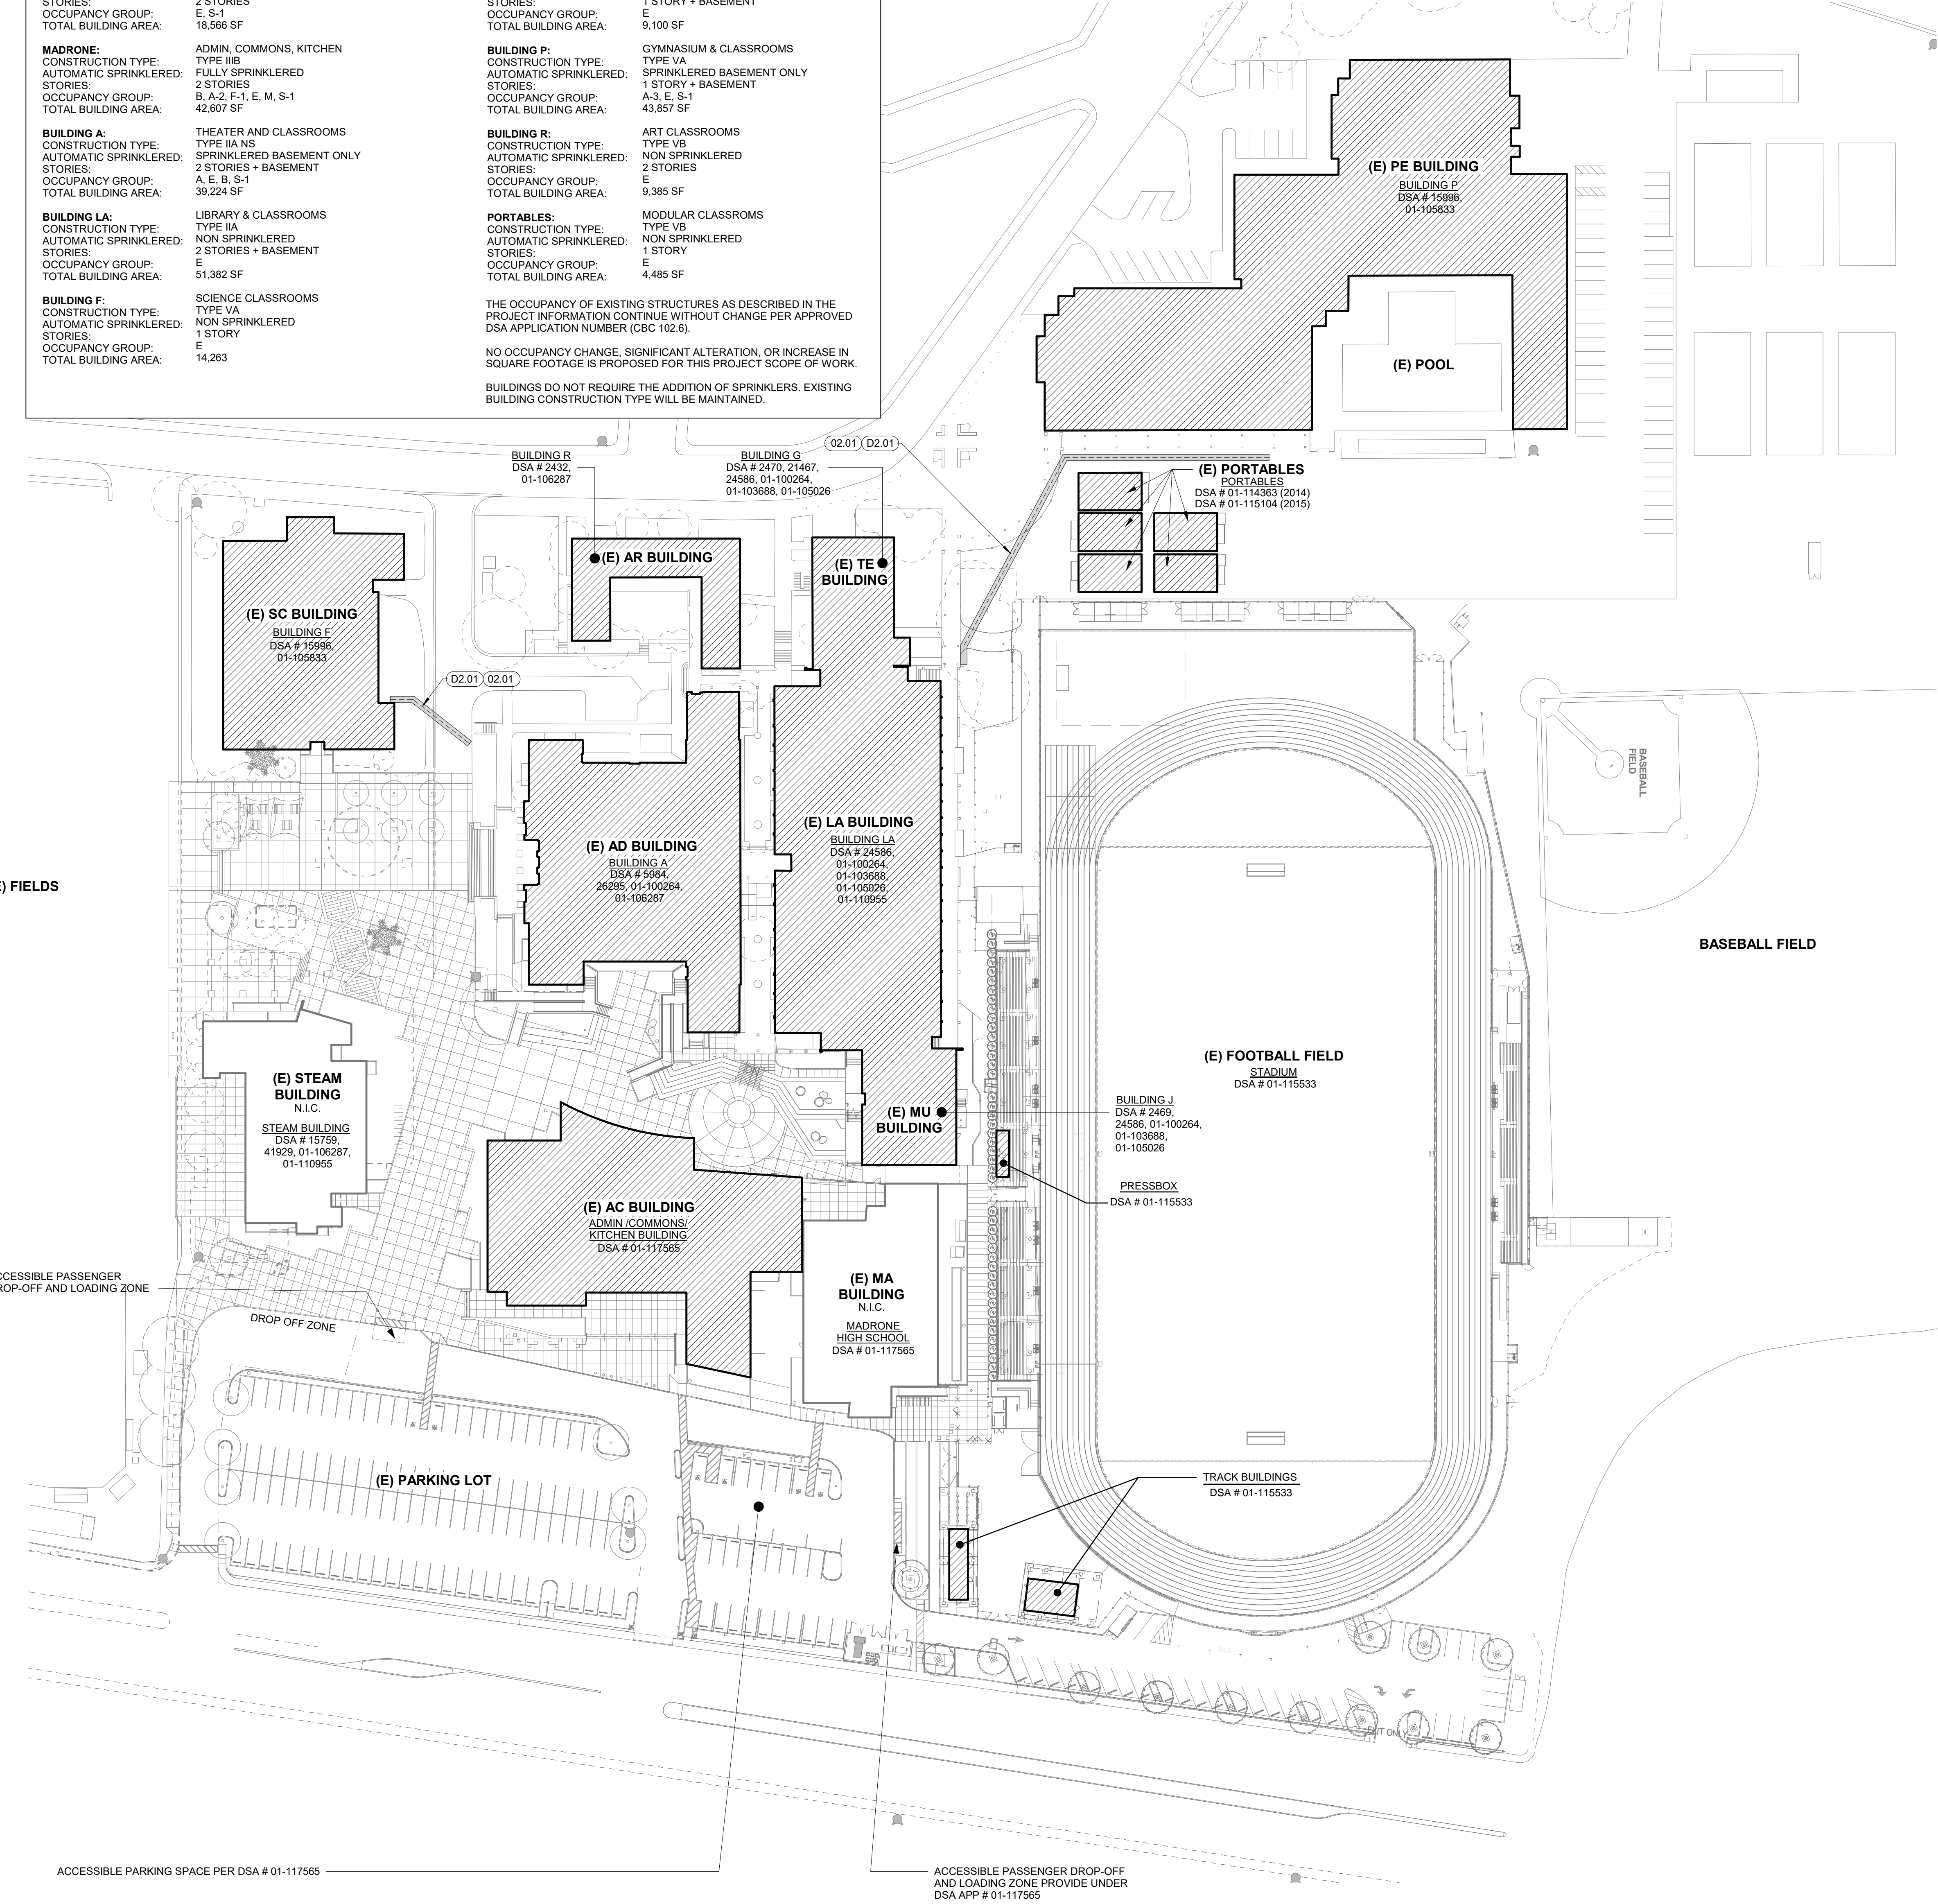 STORIES: 2 STORIES
OCCUPANCY GROUP: E, S-1
TOTAL BUILDING AREA: 18,566 SF
MADRONE: ADMIN, COMMONS, KITCHEN
CONSTRUCTION TYPE: TYPE IIIB
AUTOMATIC SPRINKLERED: FULLY SPRINKLERED
STORIES: 2 STORIES
OCCUPANCY GROUP: B, A-2, F-1, E, M, S-1
TOTAL BUILDING AREA: 42,607 SF
BUILDING A: THEATER AND CLASSROOMS
CONSTRUCTION TYPE: TYPE IIA NS
AUTOMATIC SPRINKLERED: SPRINKLERED BASEMENT ONLY
STORIES: 2 STORIES + BASEMENT
OCCUPANCY GROUP: A, E, B, S-1
TOTAL BUILDING AREA: 39,224 SF
BUILDING LA: LIBRARY & CLASSROOMS
CONSTRUCTION TYPE: TYPE IIA
AUTOMATIC SPRINKLERED: NON SPRINKLERED
STORIES: 2 STORIES + BASEMENT
OCCUPANCY GROUP: E
TOTAL BUILDING AREA: 51,382 SF
BUILDING F: SCIENCE CLASSROOMS
CONSTRUCTION TYPE: TYPE VA
AUTOMATIC SPRINKLERED: NON SPRINKLERED
STORIES: 1 STORY
OCCUPANCY GROUP: E
TOTAL BUILDING AREA: 14,263
STORIES: 1 STORY + BASEMENT
OCCUPANCY GROUP: E
TOTAL BUILDING AREA: 9,100 SF
BUILDING P: GYMNASIUM & CLASSROOMS
CONSTRUCTION TYPE: TYPE VA
AUTOMATIC SPRINKLERED: SPRINKLERED BASEMENT ONLY
STORIES: 1 STORY + BASEMENT
OCCUPANCY GROUP: A-3, E, S-1
TOTAL BUILDING AREA: 43,857 SF
BUILDING R: ART CLASSROOMS
CONSTRUCTION TYPE: TYPE VB
AUTOMATIC SPRINKLERED: NON SPRINKLERED
STORIES: 2 STORIES
OCCUPANCY GROUP: E
TOTAL BUILDING AREA: 9,385 SF
PORTABLES: MODULAR CLASSROMS
CONSTRUCTION TYPE: TYPE VB
AUTOMATIC SPRINKLERED: NON SPRINKLERED
STORIES: 1 STORY
OCCUPANCY GROUP: E
TOTAL BUILDING AREA: 4,485 SF
THE OCCUPANCY OF EXISTING STRUCTURES AS DESCRIBED IN THE
PROJECT INFORMATION CONTINUE WITHOUT CHANGE PER APPROVED
DSA APPLICATION NUMBER (CBC 102.6).
NO OCCUPANCY CHANGE, SIGNIFICANT ALTERATION, OR INCREASE IN
SQUARE FOOTAGE IS PROPOSED FOR THIS PROJECT SCOPE OF WORK.
BUILDINGS DO NOT REQUIRE THE ADDITION OF SPRINKLERS. EXISTING
BUILDING CONSTRUCTION TYPE WILL BE MAINTAINED.
(E) PE BUILDING
BUILDING P
DSA # 15996,
01-105833
(E) POOL
02.01 D2.01
BUILDING R
DSA # 2432,
01-106287
BUILDING G
DSA # 2470, 21467,
24586, 01-100264,
01-103688, 01-105026
(E) PORTABLES
PORTABLES
DSA # 01-114363 (2014)
DSA # 01-115104 (2015)
(E) AR BUILDING
(E) TE
BUILDING
(E) SC BUILDING
BUILDING F
DSA # 15996,
01-105833
D2.01 02.01
BASEBALL
FIELD
(E) AD BUILDING
BUILDING A
DSA # 5984,
26295, 01-100264,
01-106287
(E) LA BUILDING
BUILDING LA
DSA # 24586,
01-100264,
01-103688,
01-105026,
01-110955
) FIELDS
BASEBALL FIELD
(E) FOOTBALL FIELD
STADIUM
DSA # 01-115533
(E) STEAM
BUILDING
N.I.C.
STEAM BUILDING
DSA # 15759,
41929, 01-106287,
01-110955
DN
(E) MU
BUILDING
BUILDING J
DSA # 2469,
24586, 01-100264,
01-103688,
01-105026
PRESSBOX
DSA # 01-115533
(E) AC BUILDING
ADMIN /COMMONS/
KITCHEN BUILDING
DSA # 01-117565
(E) MA
BUILDING
N.I.C.
MADRONE
HIGH SCHOOL
DSA # 01-117565
CCESSIBLE PASSENGER
ROP-OFF AND LOADING ZONE
DROP OFF ZONE
(E) PARKING LOT
TRACK BUILDINGS
DSA # 01-115533
EXIT ONLY
ACCESSIBLE PARKING SPACE PER DSA # 01-117565
ACCESSIBLE PASSENGER DROP-OFF
AND LOADING ZONE PROVIDE UNDER
DSA APP # 01-117565